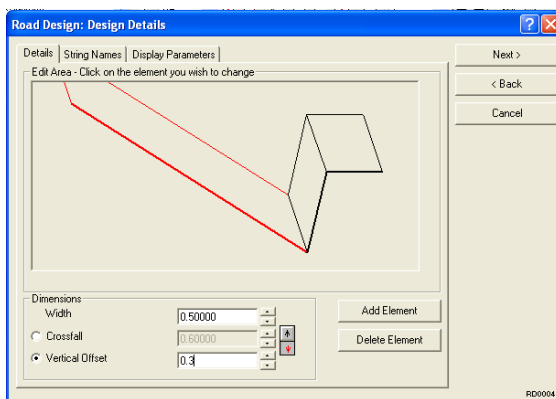 Road Design: Design Details
Details
String Names
Display Parameters
Edit Area - Click on the element you wish to change
Next >
< Back
Cancel
Dimensions
Width
0.50000
Crossfall
0.60000
Vertical Offset
0.3
Add Element
Delete Element
RD0004